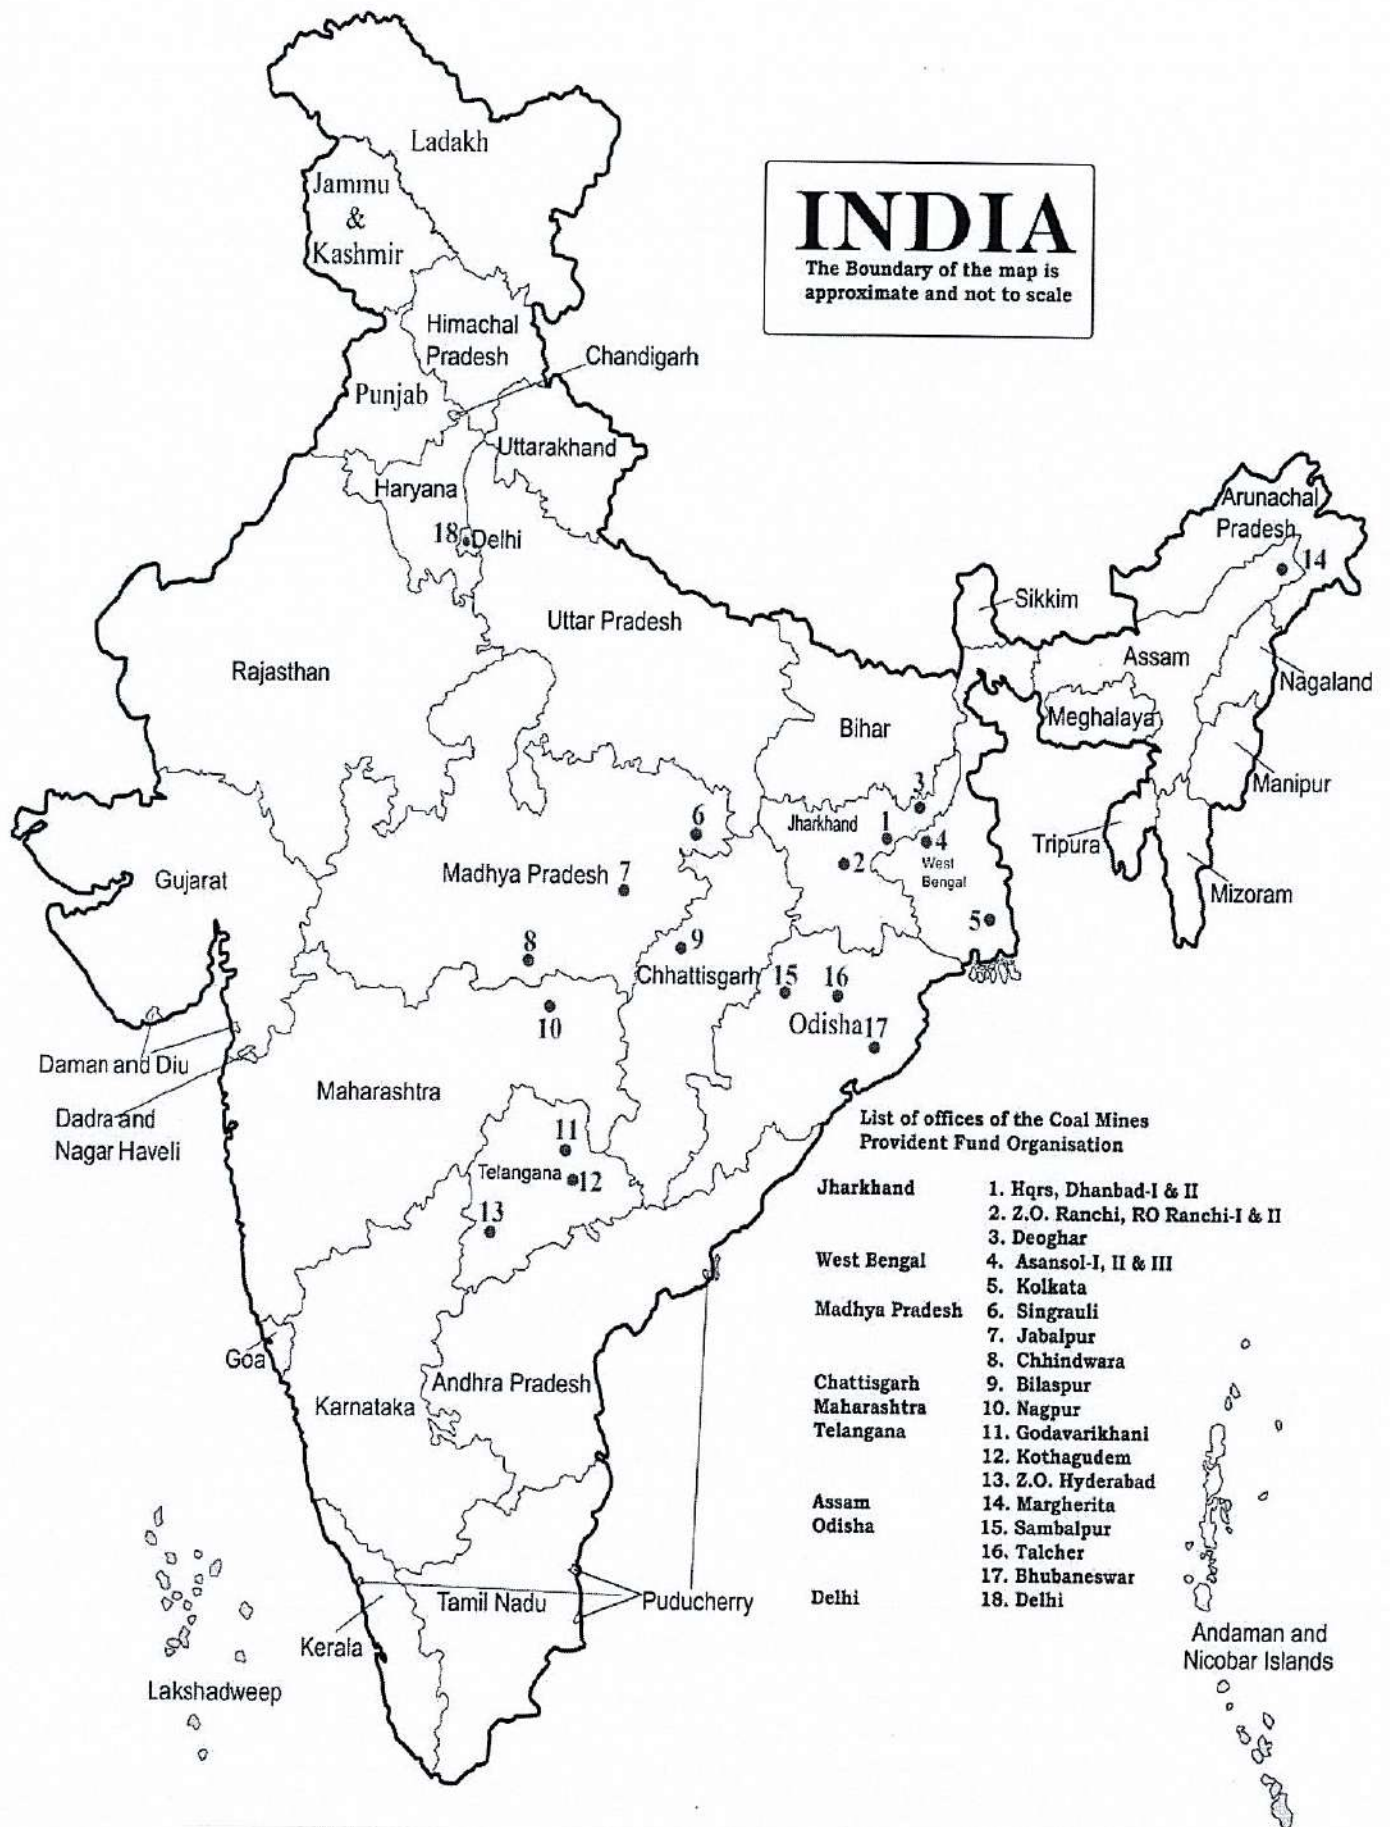 Ladakh
Jammu
&
Kashmir
INDIA
The Boundary of the map is
approximate and not to scale
Himachal
Pradesh
Chandigarh
Punjab
Uttarakhand
Haryana
18
Delhi
Arunachal
Pradesh
14
Sikkim
Uttar Pradesh
Assam
Rajasthan
Nagaland
Meghalaya
Bihar
Manipur
3
6
Jharkhand
1
4
Tripura
2
West
Bengal
Madhya Pradesh
7
Gujarat
Mizoram
5
8
9
Chhattisgarh
15
16
10
Odisha
17
Daman and Diu
Maharashtra
Dadra and
Nagar Haveli
11
Telangana
12
13
List of offices of the Coal Mines
Provident Fund Organisation
Jharkhand 1. Hqrs, Dhanbad-I & II
2. Z.O. Ranchi, RO Ranchi-I & II
3. Deoghar
West Bengal 4. Asansol-I, II & III
5. Kolkata
Madhya Pradesh 6. Singrauli
7. Jabalpur
8. Chhindwara
Chattisgarh 9. Bilaspur
Maharashtra 10. Nagpur
Telangana 11. Godavarikhani
12. Kothagudem
13. Z.O. Hyderabad
Assam 14. Margherita
Odisha 15. Sambalpur
16. Talcher
17. Bhubaneswar
Delhi 18. Delhi
Goa
Andhra Pradesh
Karnataka
Tamil Nadu
Puducherry
Kerala
Lakshadweep
Andaman and
Nicobar Islands